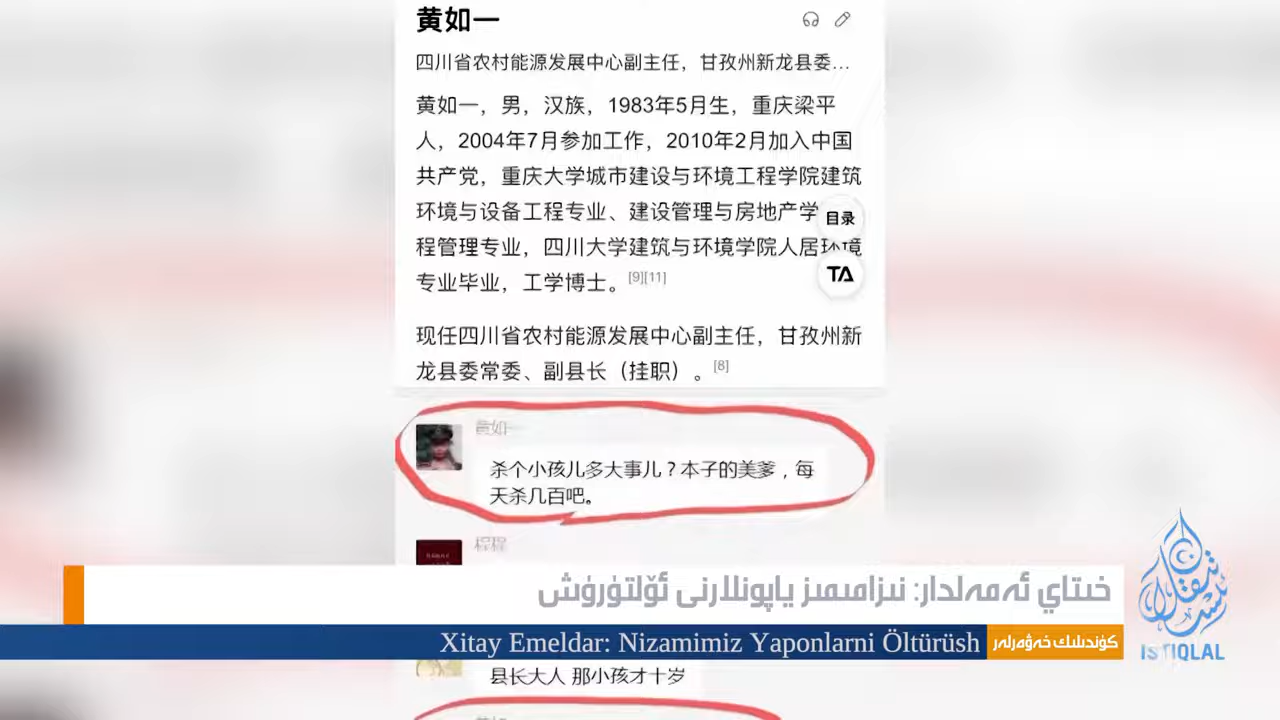 黄如一
四川省农村能源发展中心副主任，甘孜州新龙县委...
黄如一，男，汉族，1983年5月生，重庆梁平
人，2004年7月参加工作，2010年2月加入中国
共产党，重庆大学城市建设与环境工程学院建筑
环境与设备工程专业、建设管理与房地产学
目录
程管理专业，四川大学建筑与环境学院人居环境
TA
专业毕业，工学博士。[9][11]
现任四川省农村能源发展中心副主任，甘孜州新
龙县委常委、副县长（挂职）。[8]
黄如一
杀个小孩儿多大事儿？本子的美爹，每
天杀几百吧。
程程
خىتاي ئەمەلدار: نىزامىمىز ياپونلارنى ئۆلتۈرۈش
Xitay Emeldar: Nizamimiz Yaponlarni Öltürüsh
كۈندىلىك خەۋەرلەر
ISTIQLAL
县长大人 那小孩才十岁